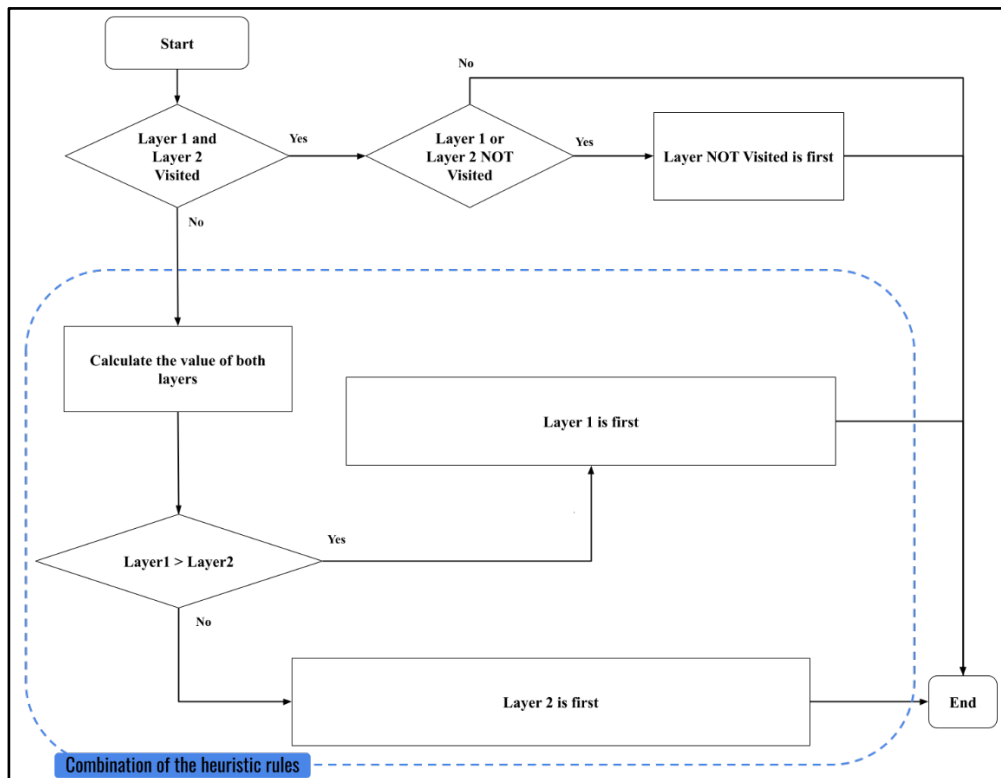 Start
No
Layer 1 and
Layer 2
Visited
Yes
Layer 1 or
Layer 2 NOT
Visited
Yes
Layer NOT Visited is first
No
Calculate the value of both
layers
Layer 1 is first
Layer1 > Layer2
Yes
No
Layer 2 is first
End
Combination of the heuristic rules